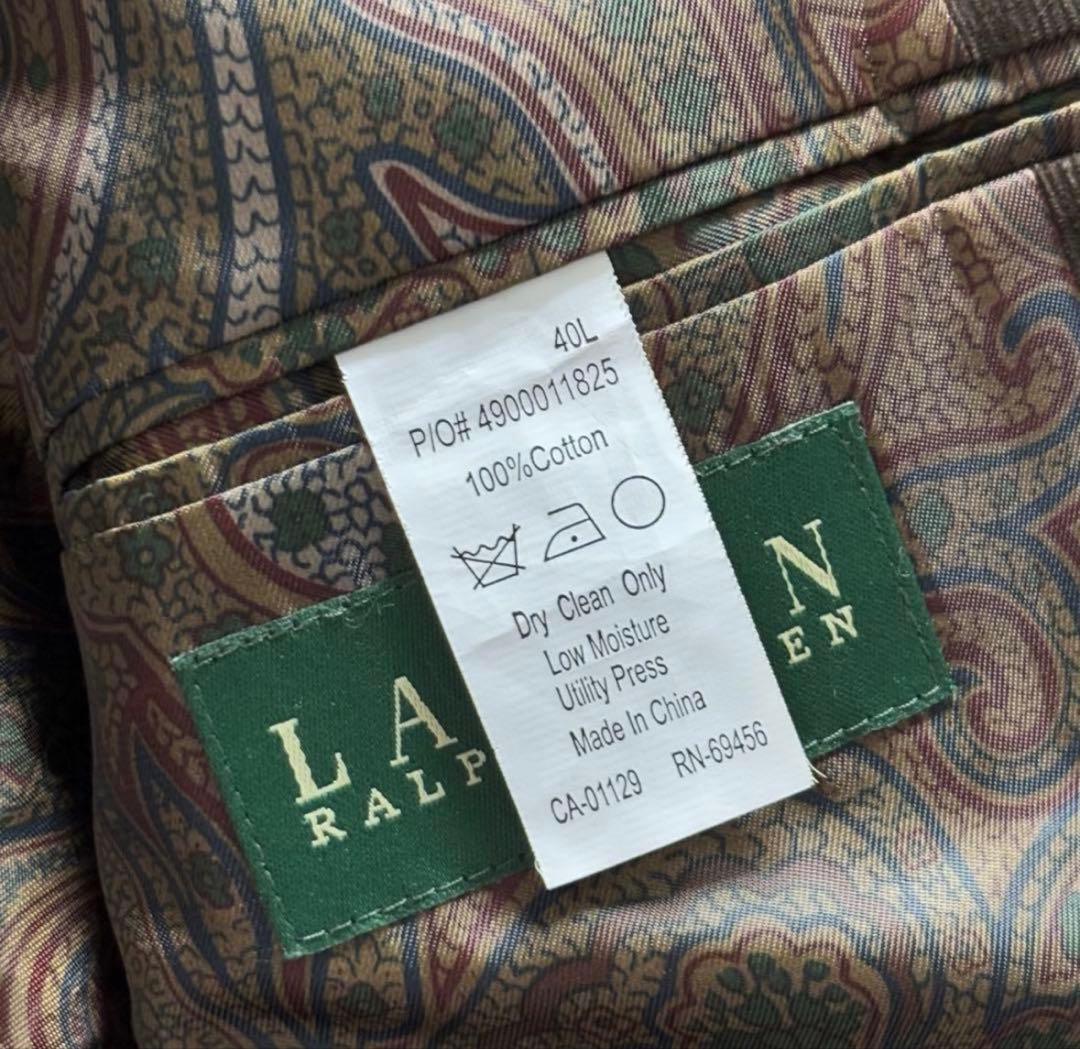 40L
P/O# 4900011825
100%Cotton
Dry Clean Only
Low Moisture
Utility Press
Made In China
CA-01129 RN-69456
LA N
RALP EN